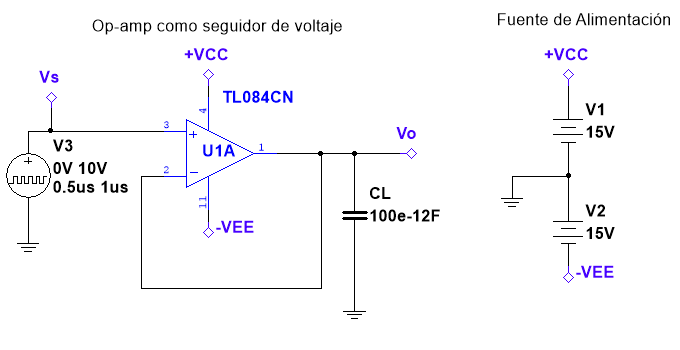 Op-amp como seguidor de voltaje
Fuente de Alimentación
+VCC
+VCC
Vs
TL084CN
4
V1
15V
3
1
Vo
V3
0V 10V
0.5us 1us
U1A
2
11
-VEE
CL
100e-12F
V2
15V
-VEE